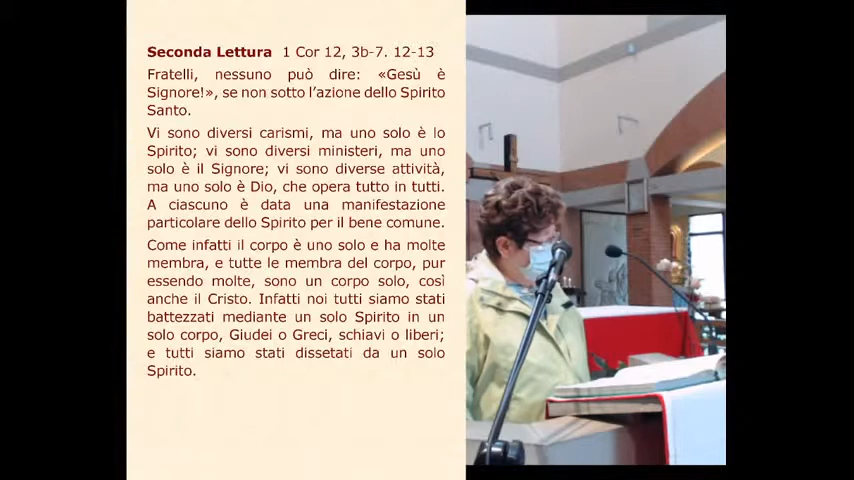 Seconda Lettura 1 Cor 12, 3b-7. 12-13
Fratelli, nessuno può dire: «Gesù è
Signore!», se non sotto l'azione dello Spirito
Santo.
Vi sono diversi carismi, ma uno solo è lo
Spirito; vi sono diversi ministeri, ma uno
solo è il Signore; vi sono diverse attività,
ma uno solo è Dio, che opera tutto in tutti.
A ciascuno è data una manifestazione
particolare dello Spirito per il bene comune.
Come infatti il corpo è uno solo e ha molte
membra, e tutte le membra del corpo, pur
essendo molte, sono un corpo solo, così
anche il Cristo. Infatti noi tutti siamo stati
battezzati mediante un solo Spirito in un
solo corpo, Giudei o Greci, schiavi o liberi;
e tutti siamo stati dissetati da un solo
Spirito.